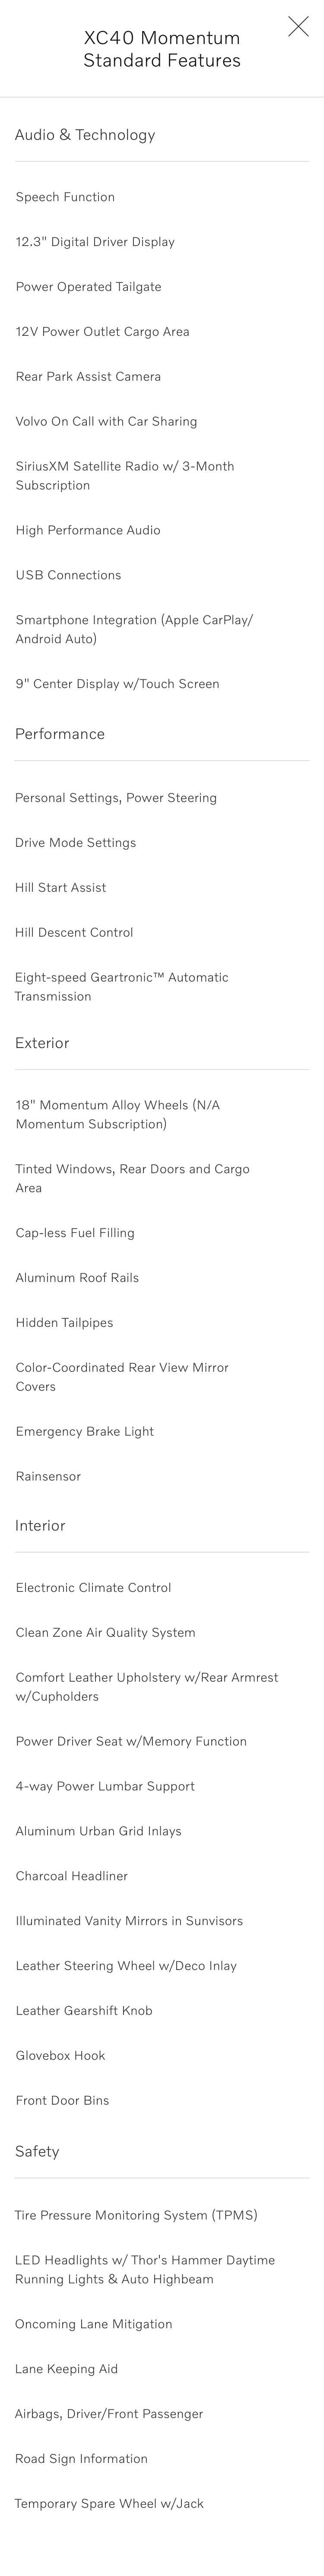 XC40 Momentum
Standard Features
Audio & Technology
Speech Function
12.3" Digital Driver Display
Power Operated Tailgate
12V Power Outlet Cargo Area
Rear Park Assist Camera
Volvo On Call with Car Sharing
SiriusXM Satellite Radio w/ 3-Month
Subscription
High Performance Audio
USB Connections
Smartphone Integration (Apple CarPlay/
Android Auto)
9" Center Display w/Touch Screen
Performance
Personal Settings, Power Steering
Drive Mode Settings
Hill Start Assist
Hill Descent Control
Eight-speed Geartronic™ Automatic
Transmission
Exterior
18" Momentum Alloy Wheels (N/A
Momentum Subscription)
Tinted Windows, Rear Doors and Cargo
Area
Cap-less Fuel Filling
Aluminum Roof Rails
Hidden Tailpipes
Color-Coordinated Rear View Mirror
Covers
Emergency Brake Light
Rainsensor
Interior
Electronic Climate Control
Clean Zone Air Quality System
Comfort Leather Upholstery w/Rear Armrest
w/Cupholders
Power Driver Seat w/Memory Function
4-way Power Lumbar Support
Aluminum Urban Grid Inlays
Charcoal Headliner
Illuminated Vanity Mirrors in Sunvisors
Leather Steering Wheel w/Deco Inlay
Leather Gearshift Knob
Glovebox Hook
Front Door Bins
Safety
Tire Pressure Monitoring System (TPMS)
LED Headlights w/ Thor's Hammer Daytime
Running Lights & Auto Highbeam
Oncoming Lane Mitigation
Lane Keeping Aid
Airbags, Driver/Front Passenger
Road Sign Information
Temporary Spare Wheel w/Jack